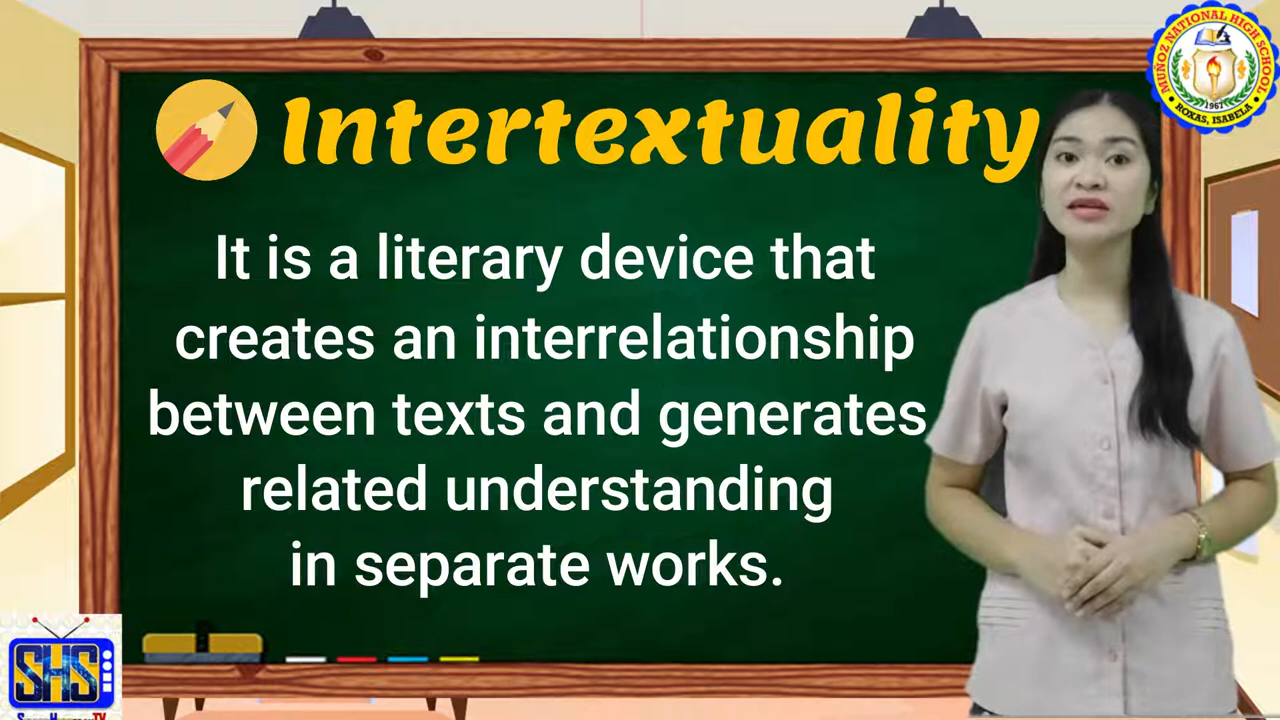 Intertextuality
It is a literary device that
creates an interrelationship
between texts and generates
related understanding
in separate works.
MUÑOZ NATIONAL HIGH SCHOOL
1967
• ROXAS, ISABELA •
SHS